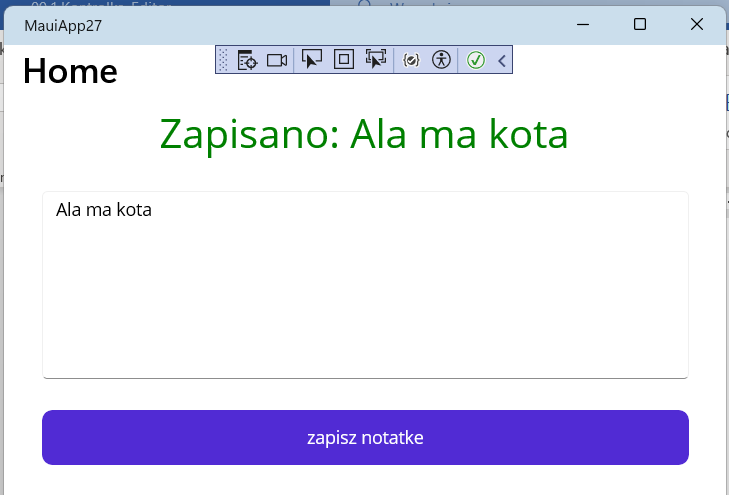 MauiApp27
Home
Zapisano: Ala ma kota
Ala ma kota
zapisz notatke